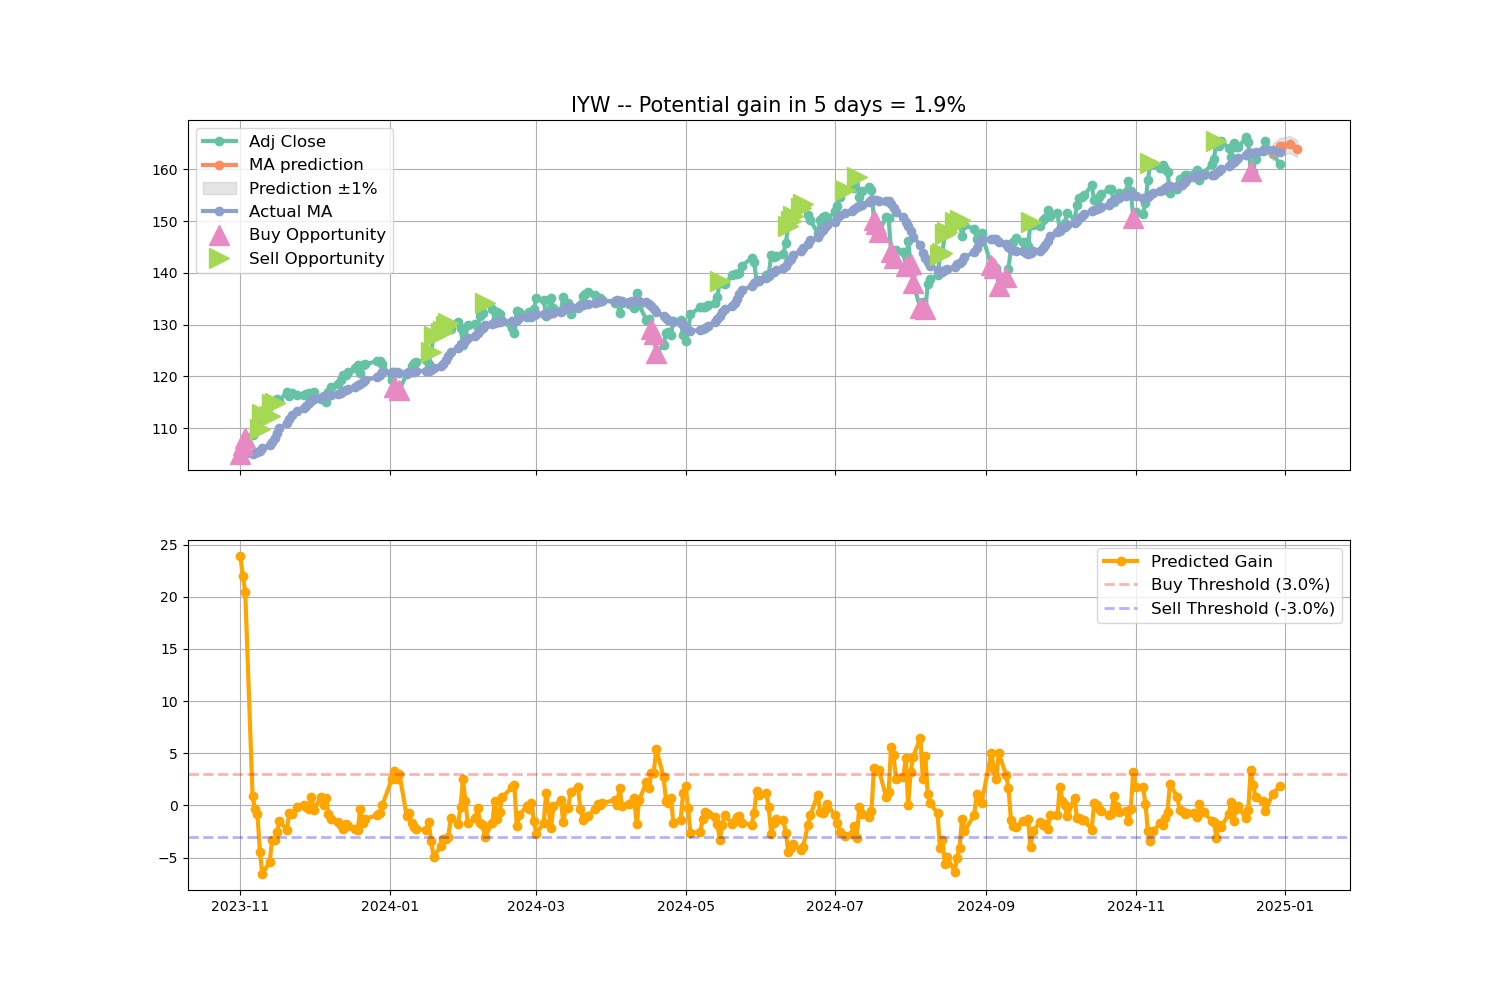 IYW -- Potential gain in 5 days = 1.9%
Adj Close
MA prediction
Prediction ±1%
Actual MA
Buy Opportunity
Sell Opportunity
160
150
140
130
120
110
25
20
15
10
5
0
−5
Predicted Gain
Buy Threshold (3.0%)
Sell Threshold (-3.0%)
2023-11
2024-01
2024-03
2024-05
2024-07
2024-09
2024-11
2025-01